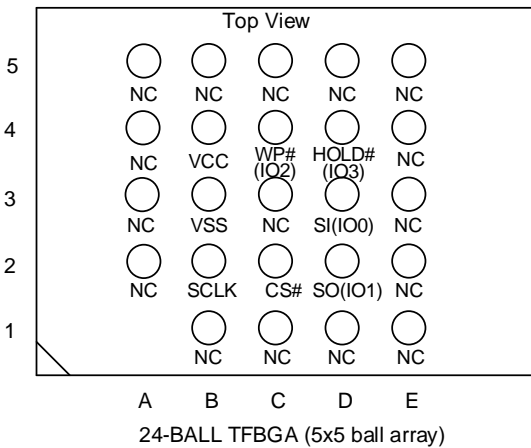 Top View
5
NC NC NC NC NC
4
NC VCC WP# (IO2) HOLD# (IO3) NC
3
NC VSS NC SI(IO0) NC
2
NC SCLK CS# SO(IO1) NC
1
NC NC NC NC
A B C D E
24-BALL TFBGA (5x5 ball array)